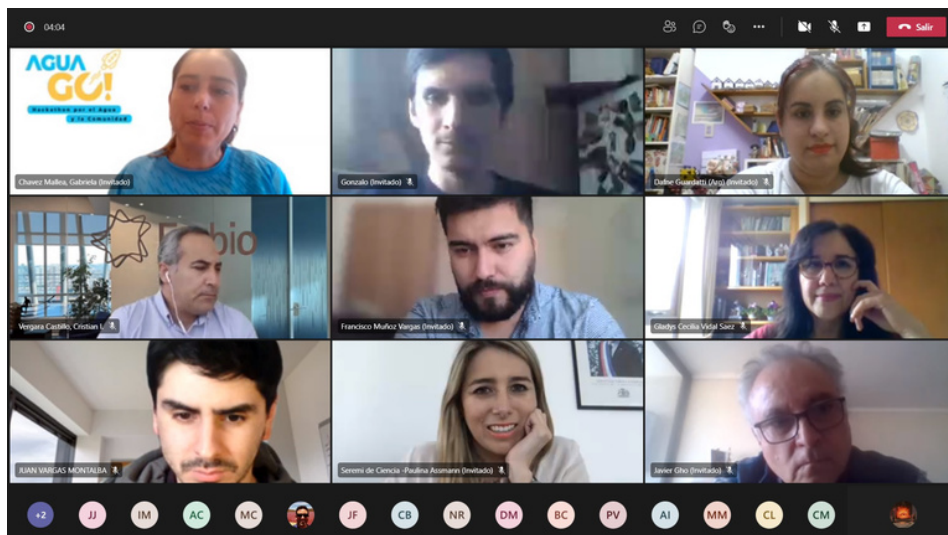 04:04
Salir
AGUA
GO!
Hackathon por el Agua
y la Comunidad
Chavez Mallea, Gabriela (Invitado)
Gonzalo (Invitado)
Dafne Guardatti (Arg) (Invitado)
bio
Vergara Castillo, Cristian I.
Francisco Muñoz Vargas (Invitado)
Gladys Cecilia Vidal Saez
JUAN VARGAS MONTALBA
Seremi de Ciencia -Paulina Assmann (Invitado)
Javier Gho (Invitado)
+2
JJ
IM
AC
MC
JF
CB
NR
DM
BC
PV
AI
MM
CL
CM